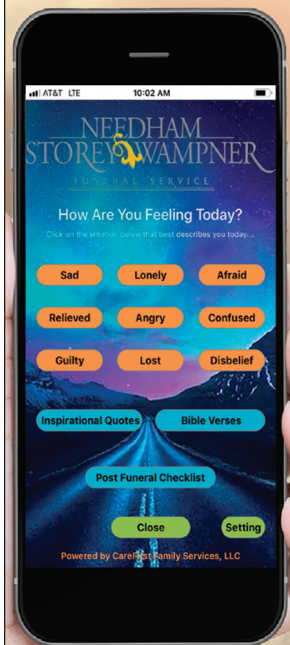 AT&T LTE 10:02 AM
NEEDHAM
STOREY WAMPNER
FUNERAL SERVICE
How Are You Feeling Today?
Click on the emotion below that best describes you today....
Sad Lonely Afraid
Relieved Angry Confused
Guilty Lost Disbelief
Inspirational Quotes Bible Verses
Post Funeral Checklist
Close Setting
Powered by CareFirst Family Services, LLC